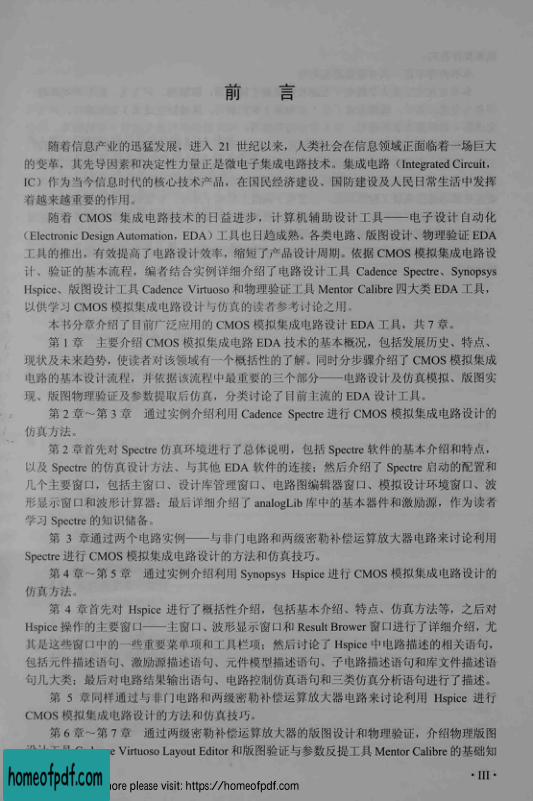 前 言
随着信息产业的迅猛发展，进入 21 世纪以来，人类社会在信息领域正面临着一场巨大
的变革，其先导因素和决定性力量正是微电子集成电路技术。集成电路（Integrated Circuit，
IC）作为当今信息时代的核心技术产品，在国民经济建设、国防建设及人民日常生活中发挥
着越来越重要的作用。
随着 CMOS 集成电路技术的日益进步，计算机辅助设计工具——电子设计自动化
（Electronic Design Automation，EDA）工具也日趋成熟。各类电路、版图设计、物理验证 EDA
工具的推出，有效提高了电路设计效率，缩短了产品设计周期。依据 CMOS 模拟集成电路设
计、验证的基本流程，编者结合实例详细介绍了电路设计工具 Cadence Spectre、Synopsys
Hspice、版图设计工具 Cadence Virtuoso 和物理验证工具 Mentor Calibre 四大类 EDA 工具，
以供学习 CMOS 模拟集成电路设计与仿真的读者参考讨论之用。
本书分章介绍了目前广泛应用的 CMOS 模拟集成电路设计 EDA 工具，共 7 章。
第 1 章 主要介绍 CMOS 模拟集成电路 EDA 技术的基本概况，包括发展历史、特点、
现状及未来趋势，使读者对该领域有一个概括性的了解。同时分步骤介绍了 CMOS 模拟集成
电路的基本设计流程，并依据该流程中最重要的三个部分——电路设计及仿真模拟、版图实
现、版图物理验证及参数提取后仿真，分类讨论了目前主流的 EDA 设计工具。
第 2 章～第 3 章 通过实例介绍利用 Cadence Spectre 进行 CMOS 模拟集成电路设计的
仿真方法。
第 2 章首先对 Spectre 仿真环境进行了总体说明，包括 Spectre 软件的基本介绍和特点，
以及 Spectre 的仿真设计方法、与其他 EDA 软件的连接；然后介绍了 Spectre 启动的配置和
几个主要窗口，包括主窗口、设计库管理窗口、电路图编辑器窗口、模拟设计环境窗口、波
形显示窗口和波形计算器；最后详细介绍了 analogLib 库中的基本器件和激励源，作为读者
学习 Spectre 的知识储备。
第 3 章通过两个电路实例——与非门电路和两级密勒补偿运算放大器电路来讨论利用
Spectre 进行 CMOS 模拟集成电路设计的方法和仿真技巧。
第 4 章～第 5 章 通过实例介绍利用 Synopsys Hspice 进行 CMOS 模拟集成电路设计的
仿真方法。
第 4 章首先对 Hspice 进行了概括性介绍，包括基本介绍、特点、仿真方法等，之后对
Hspice 操作的主要窗口——主窗口、波形显示窗口和 Result Brower 窗口进行了详细介绍，尤
其是这些窗口中的一些重要菜单项和工具栏项；然后讨论了 Hspice 中电路描述的相关语句，
包括元件描述语句、激励源描述语句、元件模型描述语句、子电路描述语句和库文件描述语
句几大类；最后对电路结果输出语句、电路控制仿真语句和三类仿真分析语句进行了描述。
第 5 章同样通过与非门电路和两级密勒补偿运算放大器电路来讨论利用 Hspice 进行
CMOS 模拟集成电路设计的方法和仿真技巧。
第 6 章～第 7 章 通过两级密勒补偿运算放大器的版图设计和物理验证，介绍物理版图
Virtuoso Layout Editor 和版图验证与参数反提工具 Mentor Calibre 的基础知
· III ·
homeofpdf.com
ore please visit: https://homeofpdf.com